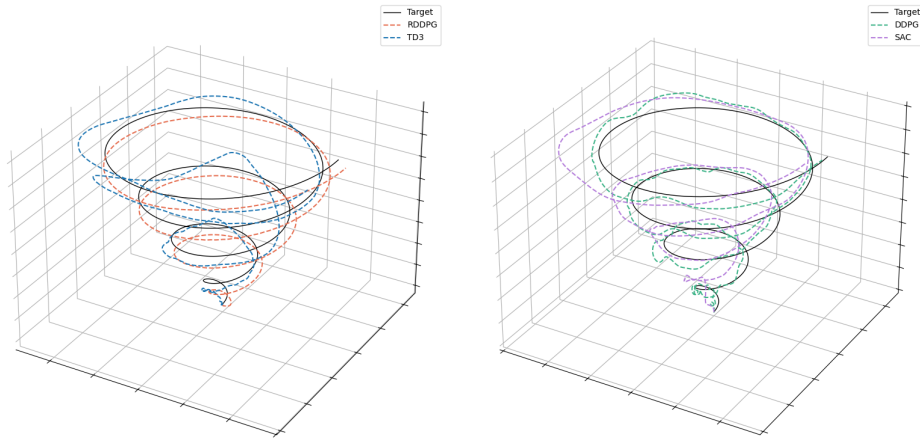 Target
RDDPG
TD3
Target
DDPG
SAC